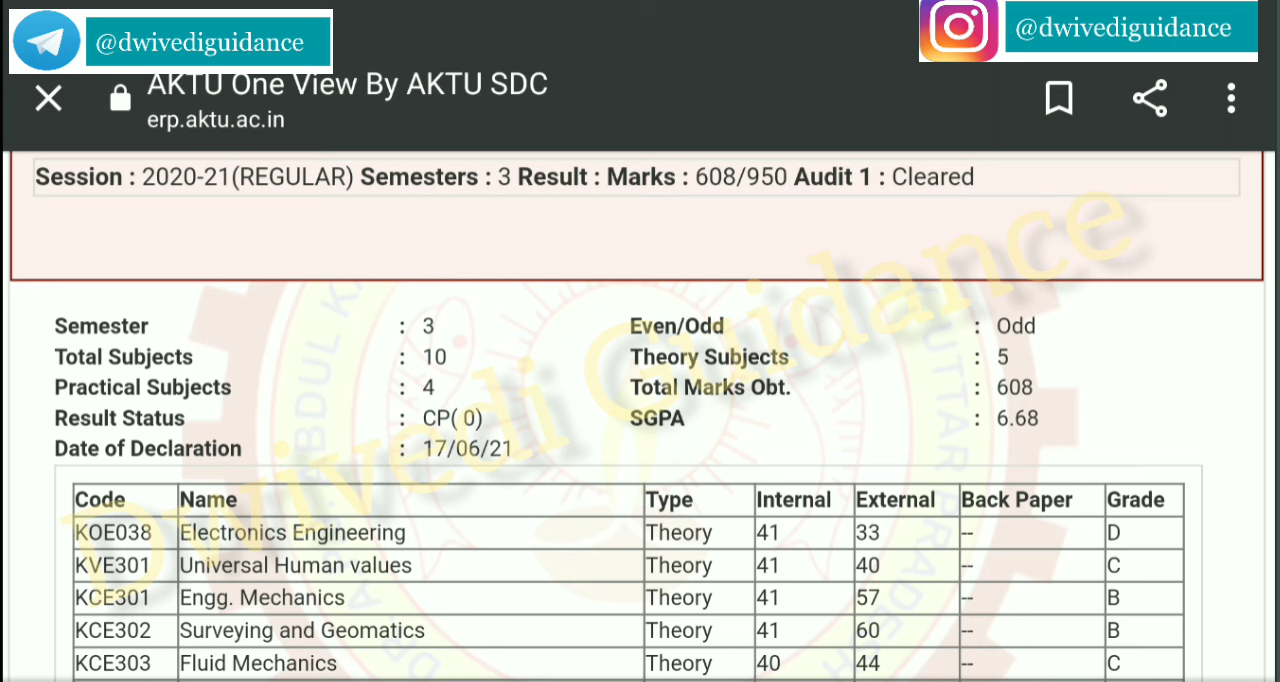 @dwivediguidance
@dwivediguidance
AKTU One View By AKTU SDC
erp.aktu.ac.in
Session : 2020-21(REGULAR) Semesters : 3 Result : Marks : 608/950 Audit 1 : Cleared
Semester : 3 Even/Odd : Odd
Total Subjects : 10 Theory Subjects : 5
Practical Subjects : 4 Total Marks Obt. : 608
Result Status : CP( 0) SGPA : 6.68
Date of Declaration : 17/06/21
Code Name Type Internal External Back Paper Grade
KOE038 Electronics Engineering Theory 41 33 -- D
KVE301 Universal Human values Theory 41 40 -- C
KCE301 Engg. Mechanics Theory 41 57 -- B
KCE302 Surveying and Geomatics Theory 41 60 -- B
KCE303 Fluid Mechanics Theory 40 44 -- C
Dwivedi Guidance
ABDUL
UTTAR PRADESH